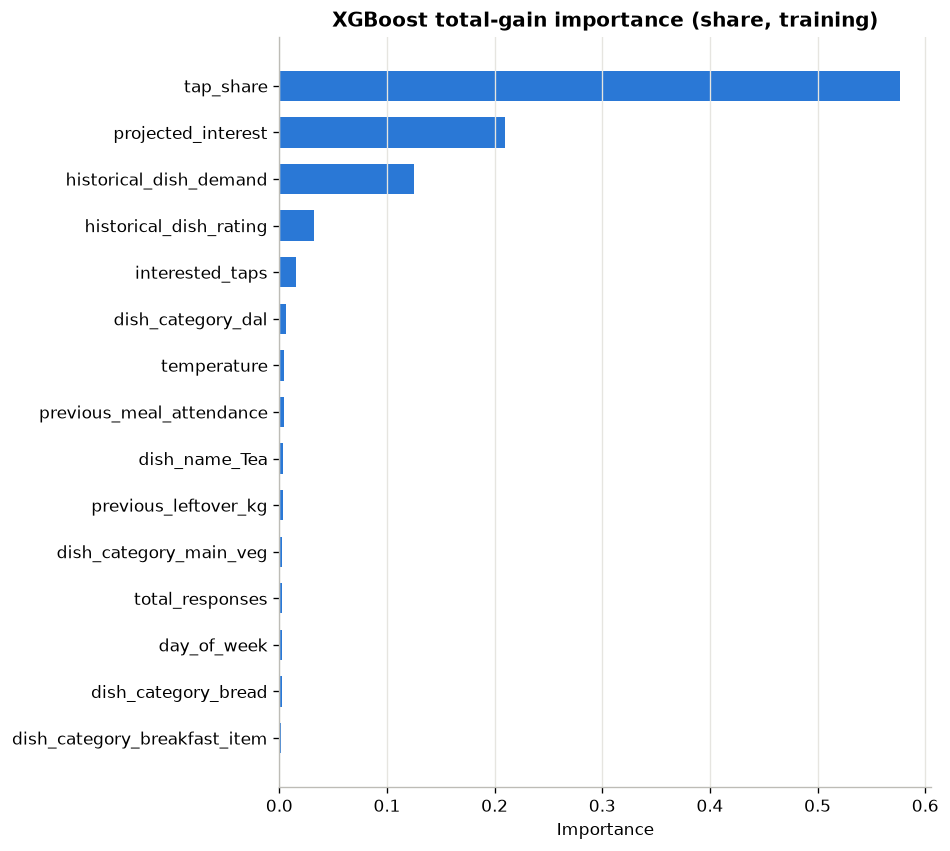 XGBoost total-gain importance (share, training)
tap_share
projected_interest
historical_dish_demand
historical_dish_rating
interested_taps
dish_category_dal
temperature
previous_meal_attendance
dish_name_Tea
previous_leftover_kg
dish_category_main_veg
total_responses
day_of_week
dish_category_bread
dish_category_breakfast_item
0.0 0.1 0.2 0.3 0.4 0.5 0.6
Importance